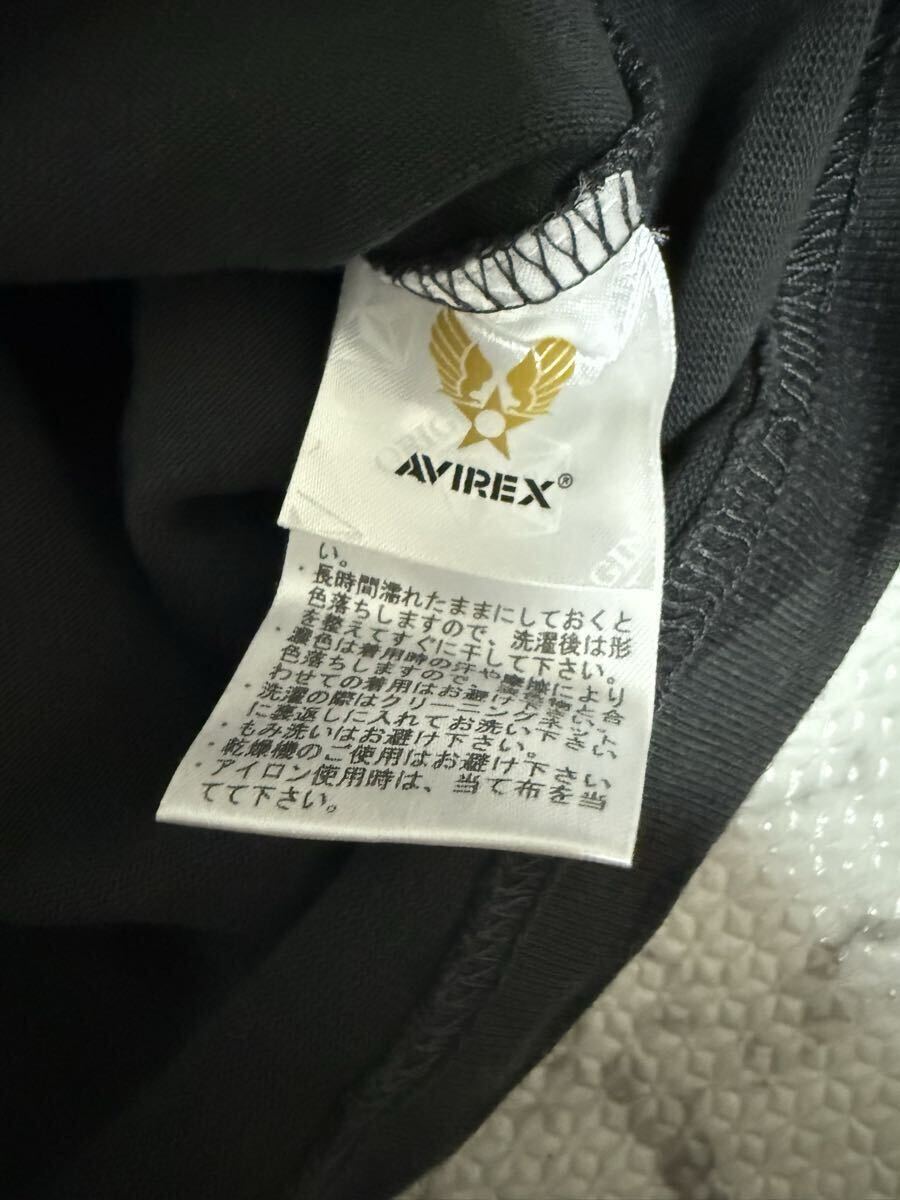 AVIREX®
い。
・長時間濡れたままにしておくと
色落ちしますので、洗濯後は形
を整えてすぐに干して下さい。
・濃色は着用時の汗や摩擦により
色落ちしますので、
わせての着用はお避け下さい
・洗濯の際はクリーニングネット
に裏返しに入れてお洗い下さい、
・もみ洗いはお避け下さい。
・乾燥機のご使用はお避け下さい
・アイロン使用時は、当て布を当
てて下さい。